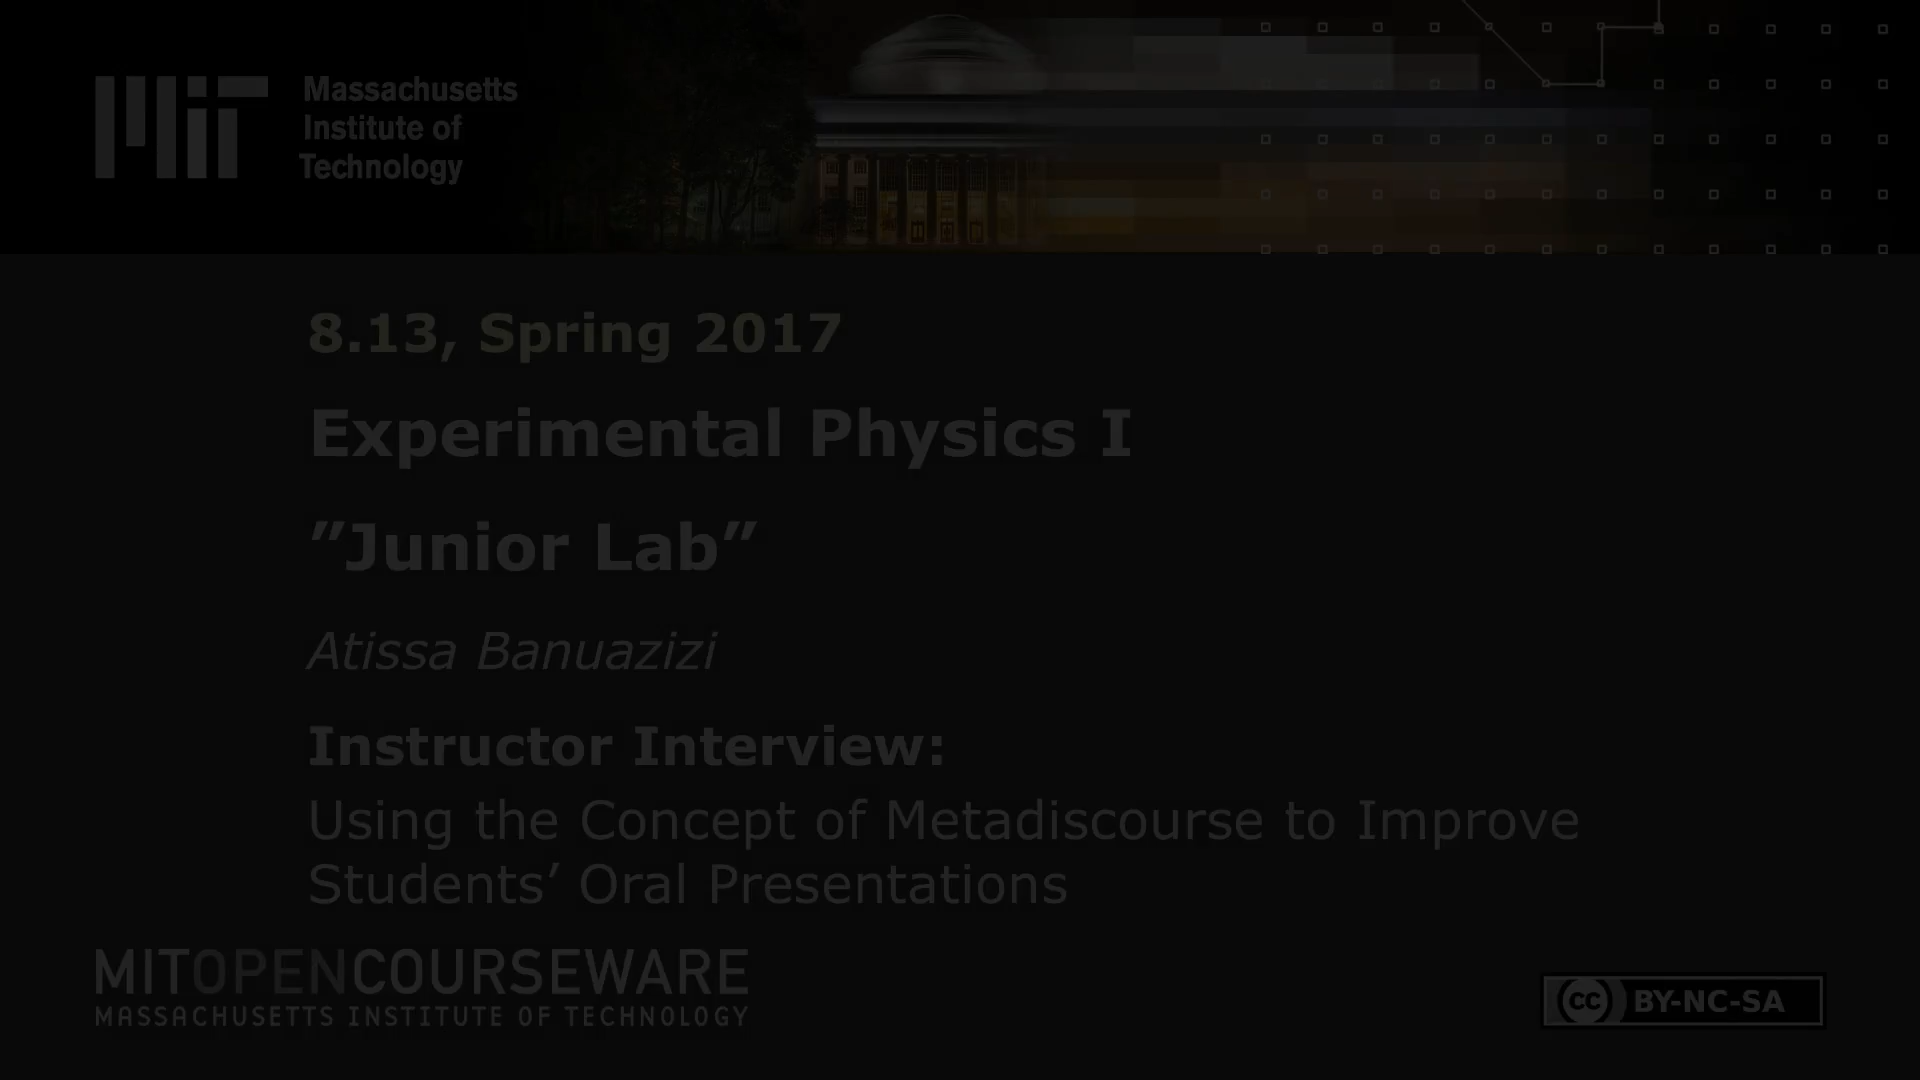 Massachusetts
Institute of
Technology
8.13, Spring 2017
Experimental Physics I
”Junior Lab”
Atissa Banuazizi
Instructor Interview:
Using the Concept of Metadiscourse to Improve
Students’ Oral Presentations
MITOPENCOURSEWARE
MASSACHUSETTS INSTITUTE OF TECHNOLOGY
cc BY-NC-SA